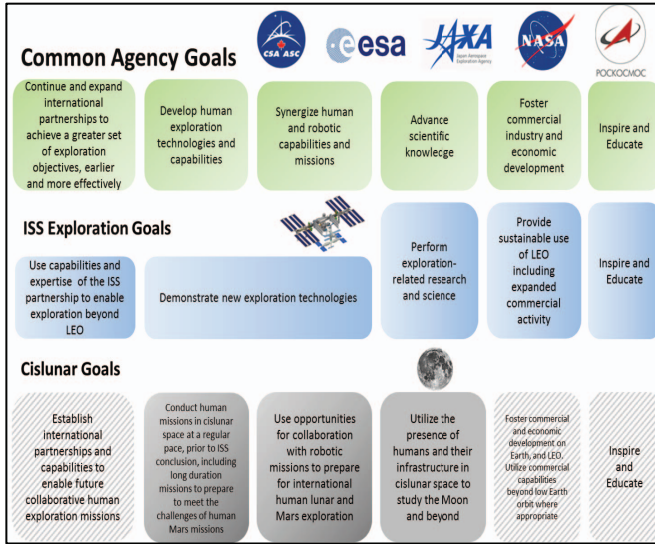 CSA ASC
esa
JAXA
Japan Aerospace
Exploration Agency
NASA
РОСКОСМОС
Common Agency Goals
Continue and expand
international
partnerships to
achieve a greater set
of exploration
objectives, earlier
and more effectively
Develop human
exploration
technologies and
capabilities
Synergize human
and robotic
capabilities and
missions
Advance
scientific
knowlecge
Foster
commercial
industry and
economic
development
Inspire and
Educate
ISS Exploration Goals
Use capabilities and
expertise of the ISS
partnership to enable
exploration beyond
LEO
Demonstrate new exploration technologies
Perform
exploration-
related research
and science
Provide
sustainable use
of LEO
including
expanded
commercial
activity
Inspire and
Educate
Cislunar Goals
Establish
international
partnerships and
capabilities to
enable future
collaborative human
exploration missions
Conduct human
missions in cislunar
space at a regular
pace, prior to ISS
conclusion, including
long duration
missions to prepare
to meet the
challenges of human
Mars missions
Use opportunities
for collaboration
with robotic
missions to prepare
for international
human lunar and
Mars exploration
Utilize the
presence of
humans and their
infrastructure in
cislunar space to
study the Moon
and beyond
Foster commercial
and economic
development on
Earth, and LEO.
Utilize commercial
capabilities
beyond low Earth
orbit where
appropriate
Inspire
and
Educate